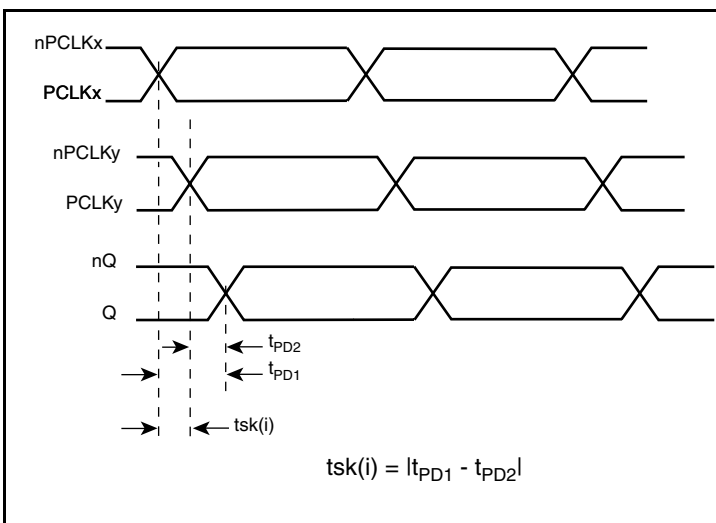 nPCLKx
PCLKx
nPCLKy
PCLKy
nQ
Q
tPD2
tPD1
tsk(i)
tsk(i) = |tPD1 - tPD2|